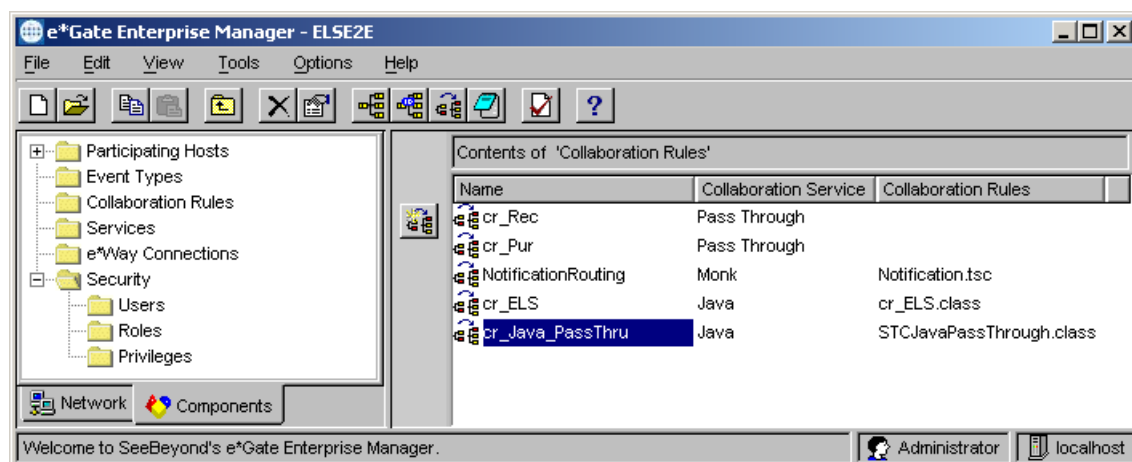 e*Gate Enterprise Manager - ELSE2E
File Edit View Tools Options Help
Participating Hosts
Event Types
Collaboration Rules
Services
e*Way Connections
Security
Users
Roles
Privileges
Network Components
Contents of 'Collaboration Rules'
Name Collaboration Service Collaboration Rules
cr_Rec Pass Through
cr_Pur Pass Through
NotificationRouting Monk Notification.tsc
cr_ELS Java cr_ELS.class
cr_Java_PassThru Java STCJavaPassThrough.class
Welcome to SeeBeyond's e*Gate Enterprise Manager. Administrator localhost